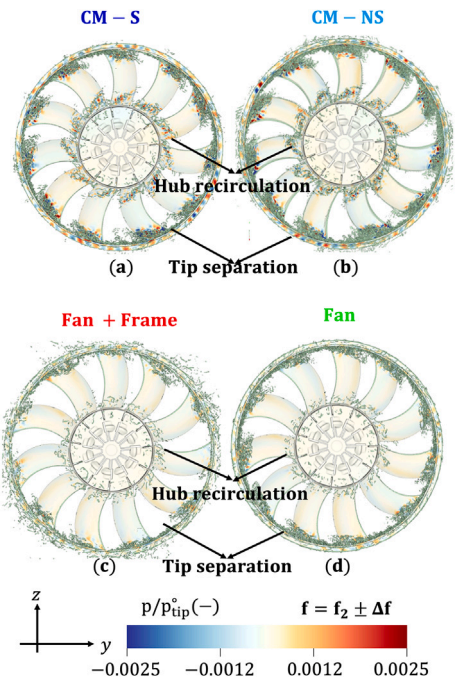 CM – S
CM – NS
Hub recirculation
Tip separation
(a)
(b)
Fan + Frame
Fan
Hub recirculation
Tip separation
(c)
(d)
z
y
p/p°tip(–)
f = f₂ ± Δf
−0.0025
−0.0012
0.0012
0.0025